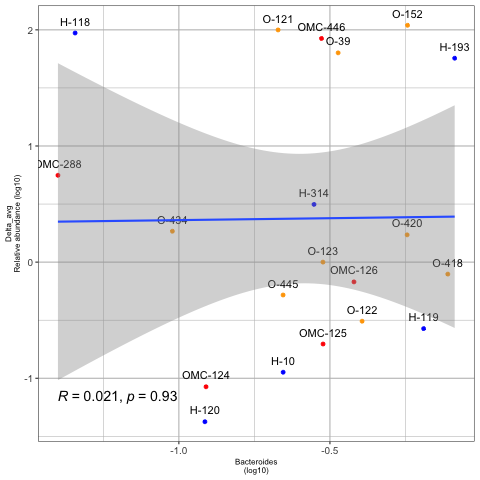 H-118
O-121
O-152
OMC-446
O-39
H-193
OMC-288
H-314
O-434
O-420
O-123
OMC-126
O-418
O-445
O-122
H-119
OMC-125
H-10
OMC-124
H-120
R = 0.021, p = 0.93
2
1
0
-1
-1.0
-0.5
Delta_avg
Relative abundance (log10)
Bacteroides
(log10)